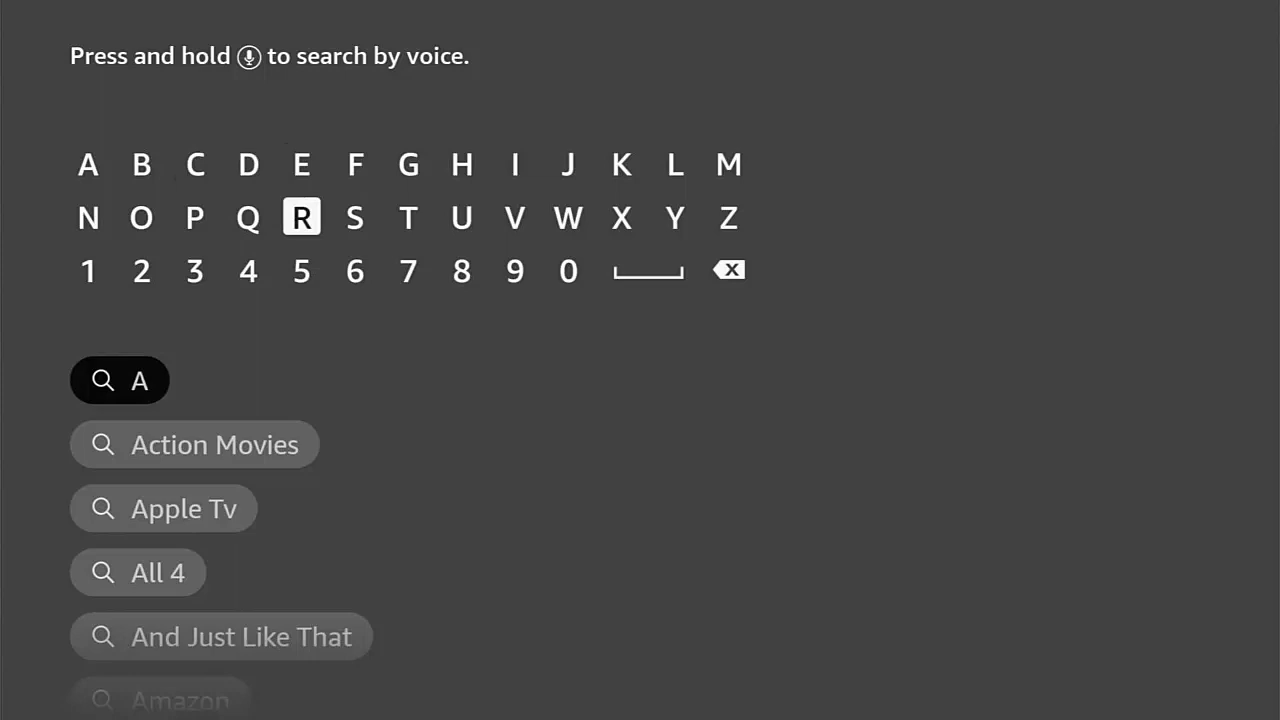 Press and hold to search by voice.
A B C D E F G H I J K L M
N O P Q R S T U V W X Y Z
1 2 3 4 5 6 7 8 9 0
A
Action Movies
Apple Tv
All 4
And Just Like That
Amazon